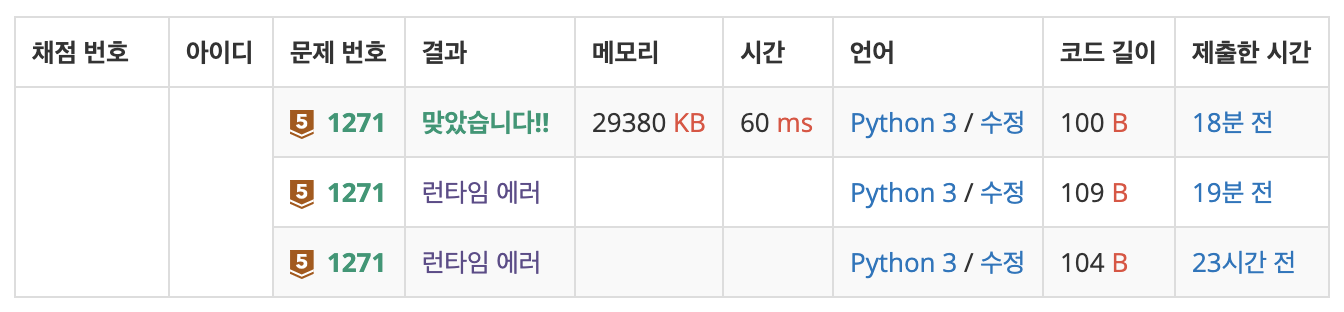 채점 번호 아이디 문제 번호 결과 메모리 시간 언어 코드 길이 제출한 시간
5 1271 맞았습니다!! 29380 KB 60 ms Python 3 / 수정 100 B 18분 전
5 1271 런타임 에러 Python 3 / 수정 109 B 19분 전
5 1271 런타임 에러 Python 3 / 수정 104 B 23시간 전